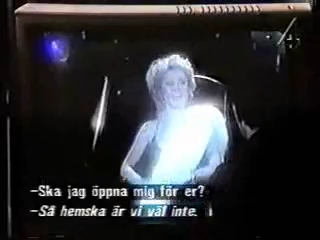 -Ska jag öppna mig för er?
-Så hemska är vi väl inte.